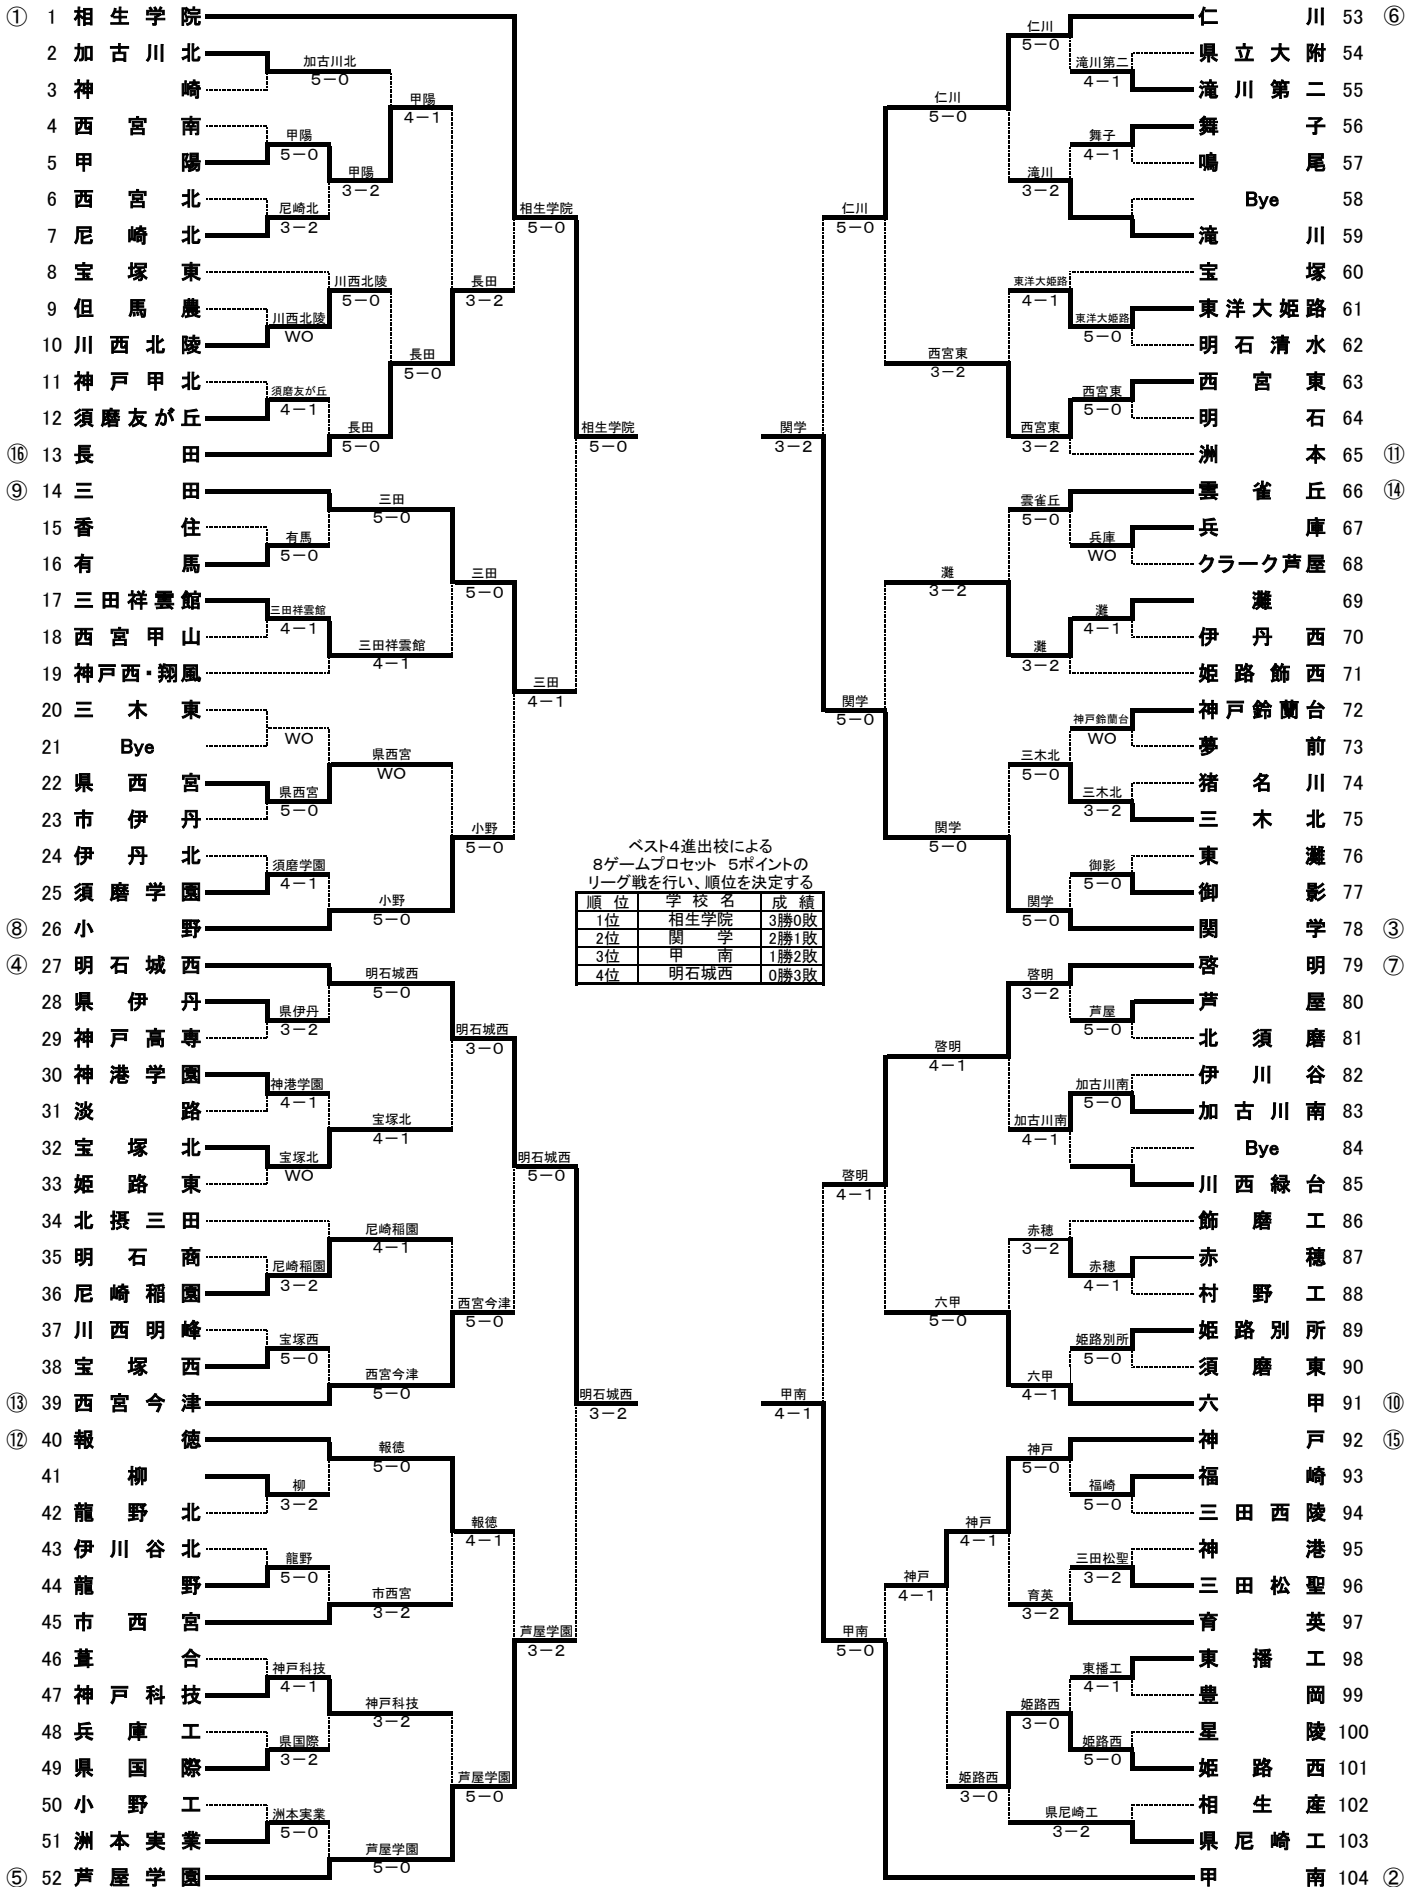 ① 1 相生学院
2 加古川北
3 神崎
4 西宮南
5 甲陽
6 西宮北
7 尼崎北
8 宝塚東
9 但馬農
10 川西北陵
11 神戸甲北
12 須磨友が丘
⑯ 13 長田
⑨ 14 三田
15 香住
16 有馬
17 三田祥雲館
18 西宮甲山
19 神戸西・翔風
20 三木東
21 Bye
22 県西宮
23 市伊丹
24 伊丹北
25 須磨学園
⑧ 26 小野
④ 27 明石城西
28 県伊丹
29 神戸高専
30 神港学園
31 淡路
32 宝塚北
33 姫路東
34 北摂三田
35 明石商
36 尼崎稲園
37 川西明峰
38 宝塚西
⑬ 39 西宮今津
⑫ 40 報徳
41 柳
42 龍野北
43 伊川谷北
44 龍野
45 市西宮
46 葺合
47 神戸科技
48 兵庫工
49 県国際
50 小野工
51 洲本実業
⑤ 52 芦屋学園
加古川北
5-0
甲陽
5-0
尼崎北
3-2
川西北陵
WO
須磨友が丘
4-1
有馬
5-0
三田祥雲館
4-1
WO
県西宮
5-0
須磨学園
4-1
県伊丹
3-2
神港学園
4-1
宝塚北
WO
尼崎稲園
3-2
宝塚西
5-0
柳
3-2
龍野
5-0
神戸科技
4-1
県国際
3-2
洲本実業
5-0
甲陽
3-2
川西北陵
5-0
長田
5-0
三田
5-0
三田祥雲館
4-1
県西宮
WO
小野
5-0
明石城西
5-0
宝塚北
4-1
尼崎稲園
4-1
西宮今津
5-0
報徳
5-0
市西宮
3-2
神戸科技
3-2
芦屋学園
5-0
甲陽
4-1
長田
5-0
長田
3-2
三田
5-0
小野
5-0
明石城西
3-0
西宮今津
5-0
報徳
4-1
芦屋学園
5-0
相生学院
5-0
三田
4-1
明石城西
5-0
芦屋学園
3-2
相生学院
5-0
明石城西
3-2
ベスト4進出校による
8ゲームプロセット 5ポイントの
リーグ戦を行い、順位を決定する
順位 学校名 成績
1位 相生学院 3勝0敗
2位 関学 2勝1敗
3位 甲南 1勝2敗
4位 明石城西 0勝3敗
関学
3-2
甲南
4-1
仁川
5-0
関学
5-0
啓明
4-1
甲南
5-0
仁川
5-0
西宮東
3-2
灘
3-2
関学
5-0
啓明
4-1
六甲
5-0
神戸
4-1
神戸
4-1
姫路西
3-0
仁川
5-0
滝川
3-2
東洋大姫路
4-1
西宮東
3-2
雲雀丘
5-0
灘
3-2
三木北
5-0
関学
5-0
啓明
3-2
加古川南
4-1
赤穂
3-2
六甲
4-1
神戸
5-0
育英
3-2
姫路西
3-0
県尼崎工
3-2
滝川第二
4-1
舞子
4-1
東洋大姫路
5-0
西宮東
5-0
兵庫
WO
灘
4-1
神戸鈴蘭台
WO
三木北
3-2
御影
5-0
芦屋
5-0
加古川南
5-0
赤穂
4-1
姫路別所
5-0
福崎
5-0
三田松聖
3-2
東播工
4-1
姫路西
5-0
仁川 53 ⑥
県立大附 54
滝川第二 55
舞子 56
鳴尾 57
Bye 58
滝川 59
宝塚 60
東洋大姫路 61
明石清水 62
西宮東 63
明石 64
洲本 65 ⑪
雲雀丘 66 ⑭
兵庫 67
クラーク芦屋 68
灘 69
伊丹西 70
姫路飾西 71
神戸鈴蘭台 72
夢前 73
猪名川 74
三木北 75
東灘 76
御影 77
関学 78 ③
啓明 79 ⑦
芦屋 80
北須磨 81
伊川谷 82
加古川南 83
Bye 84
川西緑台 85
飾磨工 86
赤穂 87
村野工 88
姫路別所 89
須磨東 90
六甲 91 ⑩
神戸 92 ⑮
福崎 93
三田西陵 94
神港 95
三田松聖 96
育英 97
東播工 98
豊岡 99
星陵 100
姫路西 101
相生産 102
県尼崎工 103
甲南 104 ②